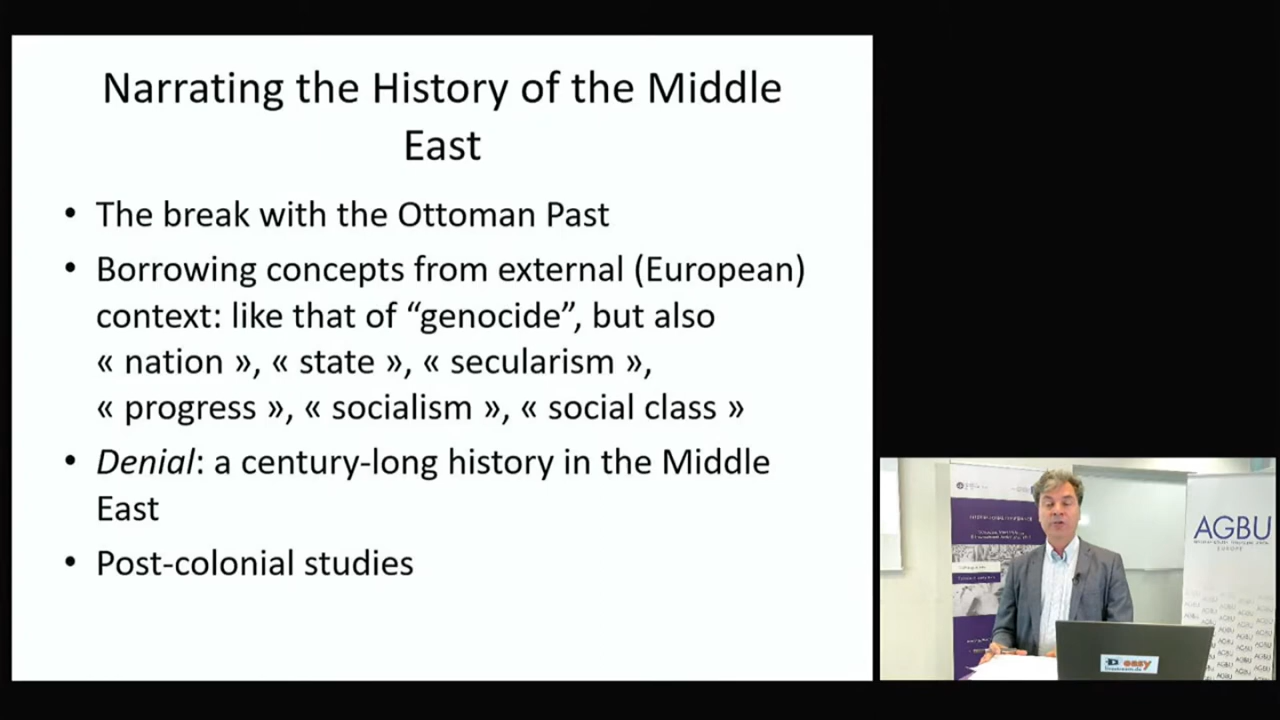 Narrating the History of the Middle
East
• The break with the Ottoman Past
• Borrowing concepts from external (European)
context: like that of “genocide”, but also
« nation », « state », « secularism »,
« progress », « socialism », « social class »
• Denial: a century-long history in the Middle
East
• Post-colonial studies
AGBU
EUROPE
easy